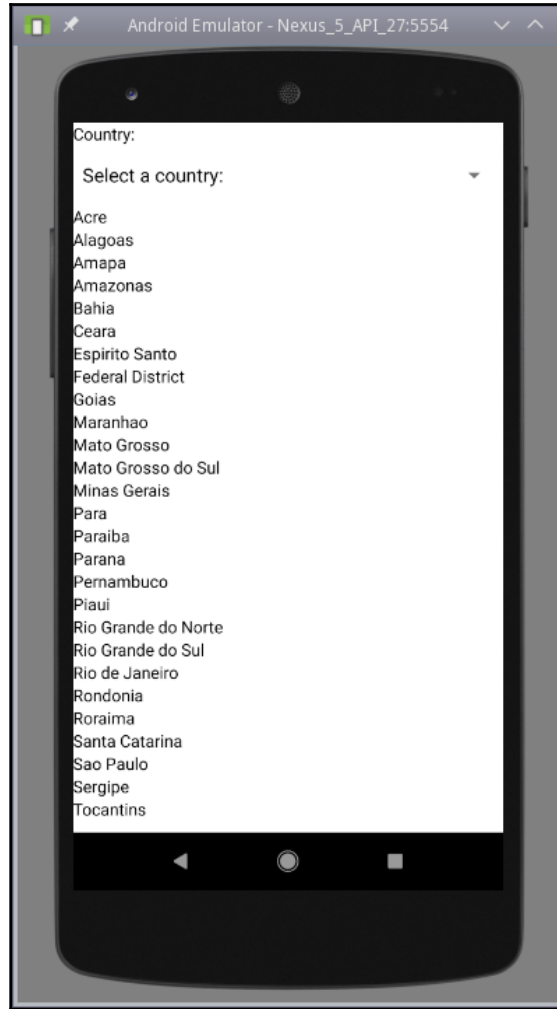 Android Emulator - Nexus_5_API_27:5554
Country:
Select a country:
Acre
Alagoas
Amapa
Amazonas
Bahia
Ceara
Espirito Santo
Federal District
Goias
Maranhao
Mato Grosso
Mato Grosso do Sul
Minas Gerais
Para
Paraiba
Parana
Pernambuco
Piaui
Rio Grande do Norte
Rio Grande do Sul
Rio de Janeiro
Rondonia
Roraima
Santa Catarina
Sao Paulo
Sergipe
Tocantins